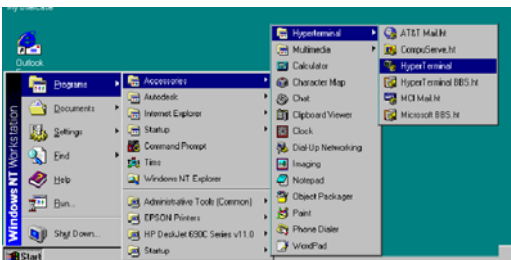 My Briefcase
Outlook
Windows NT Workstation
Programs
Documents
Settings
Find
Help
Run...
Shut Down...
Start
Accessories
Autodesk
Internet Explorer
Startup
Command Prompt
Time
Windows NT Explorer
Administrative Tools (Common)
EPSON Printers
HP DeskJet 690C Series v11.0
Startup
Hyperterminal
Multimedia
Calculator
Character Map
Chat
Clipboard Viewer
Clock
Dial-Up Networking
Imaging
Notepad
Object Packager
Paint
Phone Dialer
WordPad
AT&T Mail.ht
CompuServe.ht
HyperTerminal
HyperTerminal BBS.ht
MCI Mail.ht
Microsoft BBS.ht